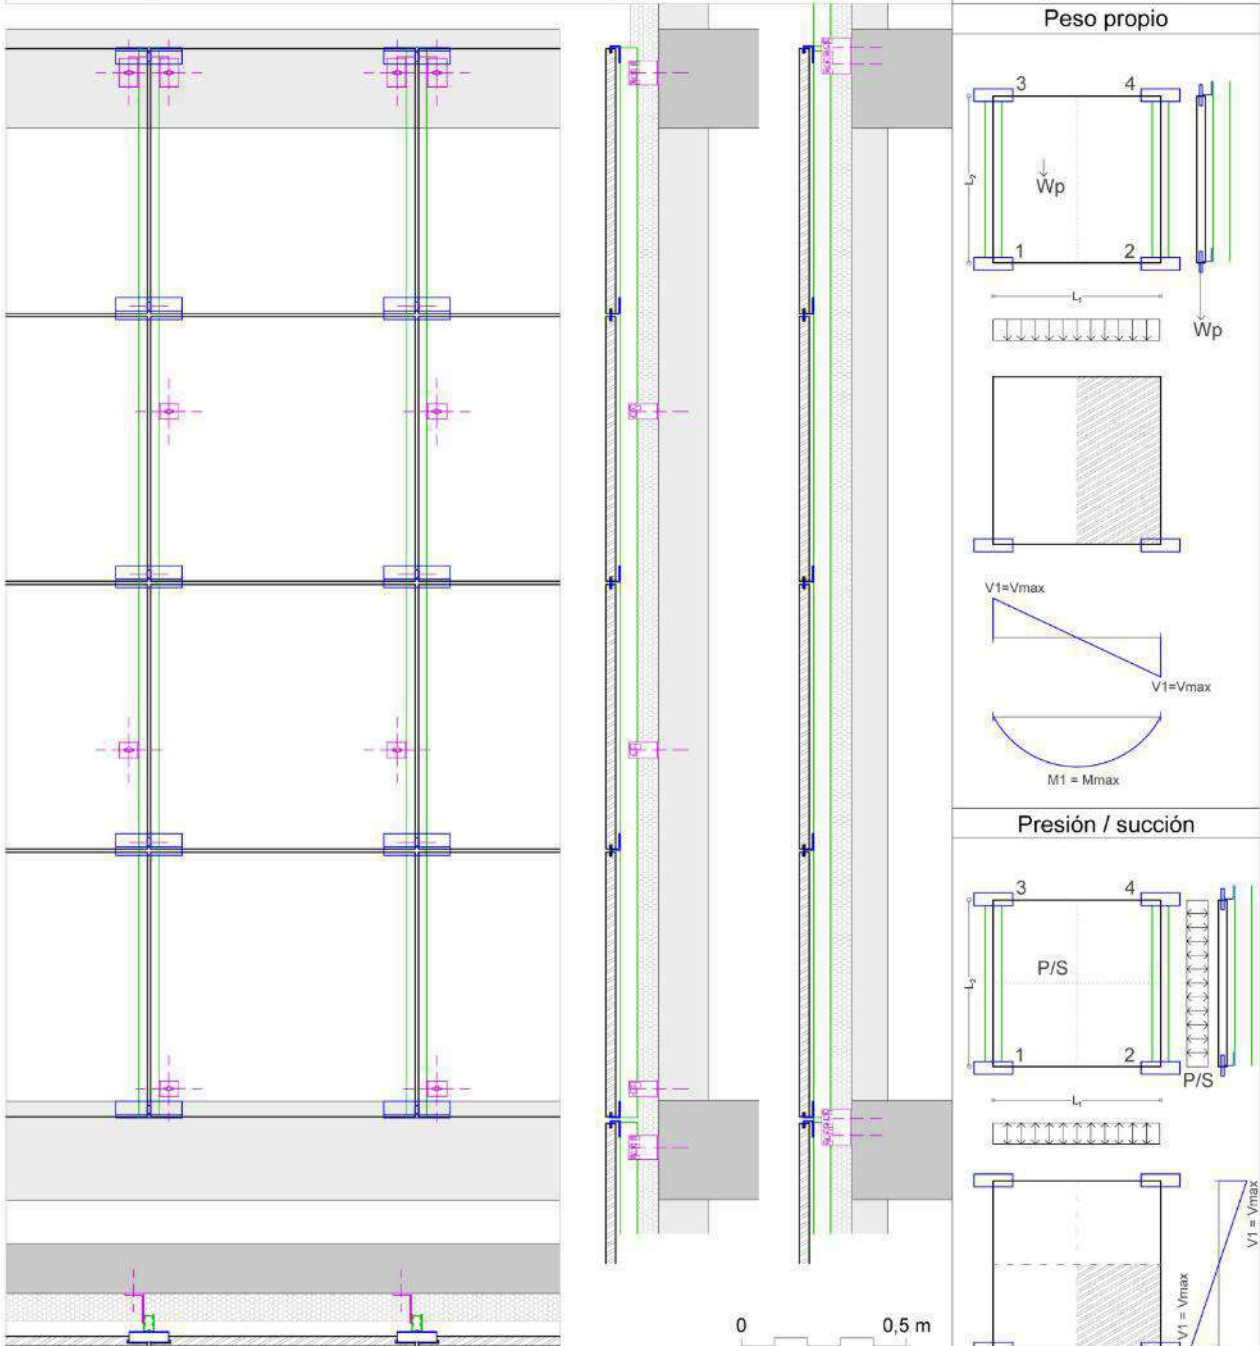 Peso propio
3 4
L2
Wp
1 2
L1
Wp
V1=Vmax
V1=Vmax
M1 = Mmax
Presión / succión
3 4
P/S
L2
1 2
P/S
L1
V1 = Vmax
V1 = Vmax
0 0,5 m